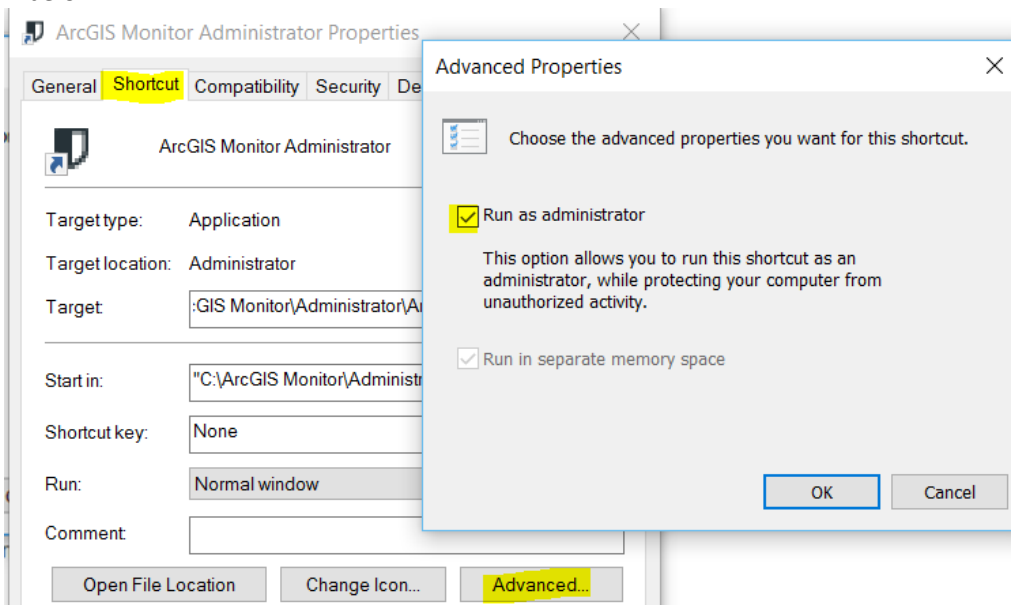 ArcGIS Monitor Administrator Properties
General Shortcut Compatibility Security De
ArcGIS Monitor Administrator
Target type: Application
Target location: Administrator
Target: :GIS Monitor\Administrator\Ar
Start in: "C:\ArcGIS Monitor\Administr
Shortcut key: None
Run: Normal window
Comment:
Open File Location Change Icon... Advanced...
Advanced Properties
Choose the advanced properties you want for this shortcut.
Run as administrator
This option allows you to run this shortcut as an
administrator, while protecting your computer from
unauthorized activity.
Run in separate memory space
OK Cancel